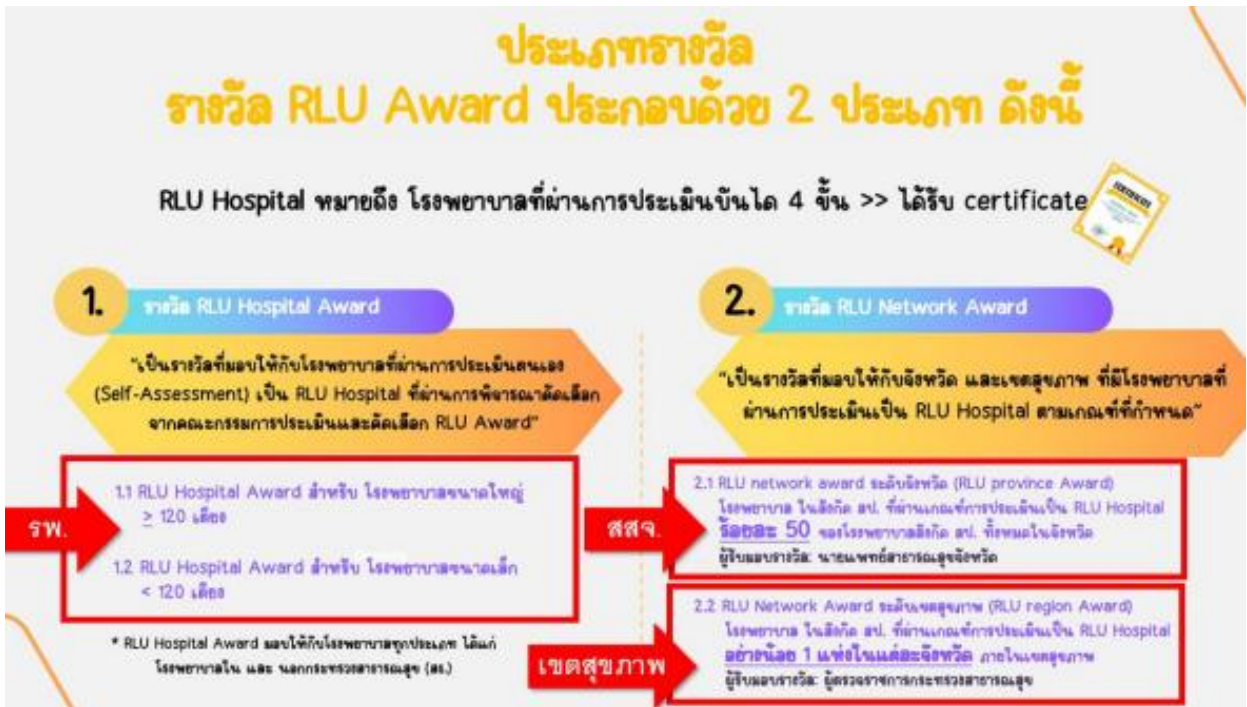 ประเภทรางวัล
รางวัล RLU Award ประกอบด้วย 2 ประเภท ดังนี้
RLU Hospital หมายถึง โรงพยาบาลที่ผ่านการประเมินบันได 4 ขั้น >> ได้รับ certificate
CERTIFICATE
1.
รางวัล RLU Hospital Award
"เป็นรางวัลที่มอบให้กับโรงพยาบาลที่ผ่านการประเมินตนเอง
(Self-Assessment) เป็น RLU Hospital ที่ผ่านการพิจารณาคัดเลือก
จากคณะกรรมการประเมินและคัดเลือก RLU Award"
รพ.
1.1 RLU Hospital Award สำหรับ โรงพยาบาลขนาดใหญ่
≥ 120 เตียง
1.2 RLU Hospital Award สำหรับ โรงพยาบาลขนาดเล็ก
< 120 เตียง
* RLU Hospital Award มอบให้กับโรงพยาบาลทุกประเภท ได้แก่
โรงพยาบาลใน และ นอกกระทรวงสาธารณสุข (สธ.)
2.
รางวัล RLU Network Award
"เป็นรางวัลที่มอบให้กับจังหวัด และเขตสุขภาพ ที่มีโรงพยาบาลที่
ผ่านการประเมินเป็น RLU Hospital ตามเกณฑ์ที่กำหนด"
สสจ.
2.1 RLU network award ระดับจังหวัด (RLU province Award)
โรงพยาบาล ในสังกัด สป. ที่ผ่านเกณฑ์การประเมินเป็น RLU Hospital
ร้อยละ 50 ของโรงพยาบาลสังกัด สป. ทั้งหมดในจังหวัด
ผู้รับมอบรางวัล: นายแพทย์สาธารณสุขจังหวัด
เขตสุขภาพ
2.2 RLU Network Award ระดับเขตสุขภาพ (RLU region Award)
โรงพยาบาล ในสังกัด สป. ที่ผ่านเกณฑ์การประเมินเป็น RLU Hospital
อย่างน้อย 1 แห่งในแต่ละจังหวัด ภายในเขตสุขภาพ
ผู้รับมอบรางวัล: ผู้ตรวจราชการกระทรวงสาธารณสุข